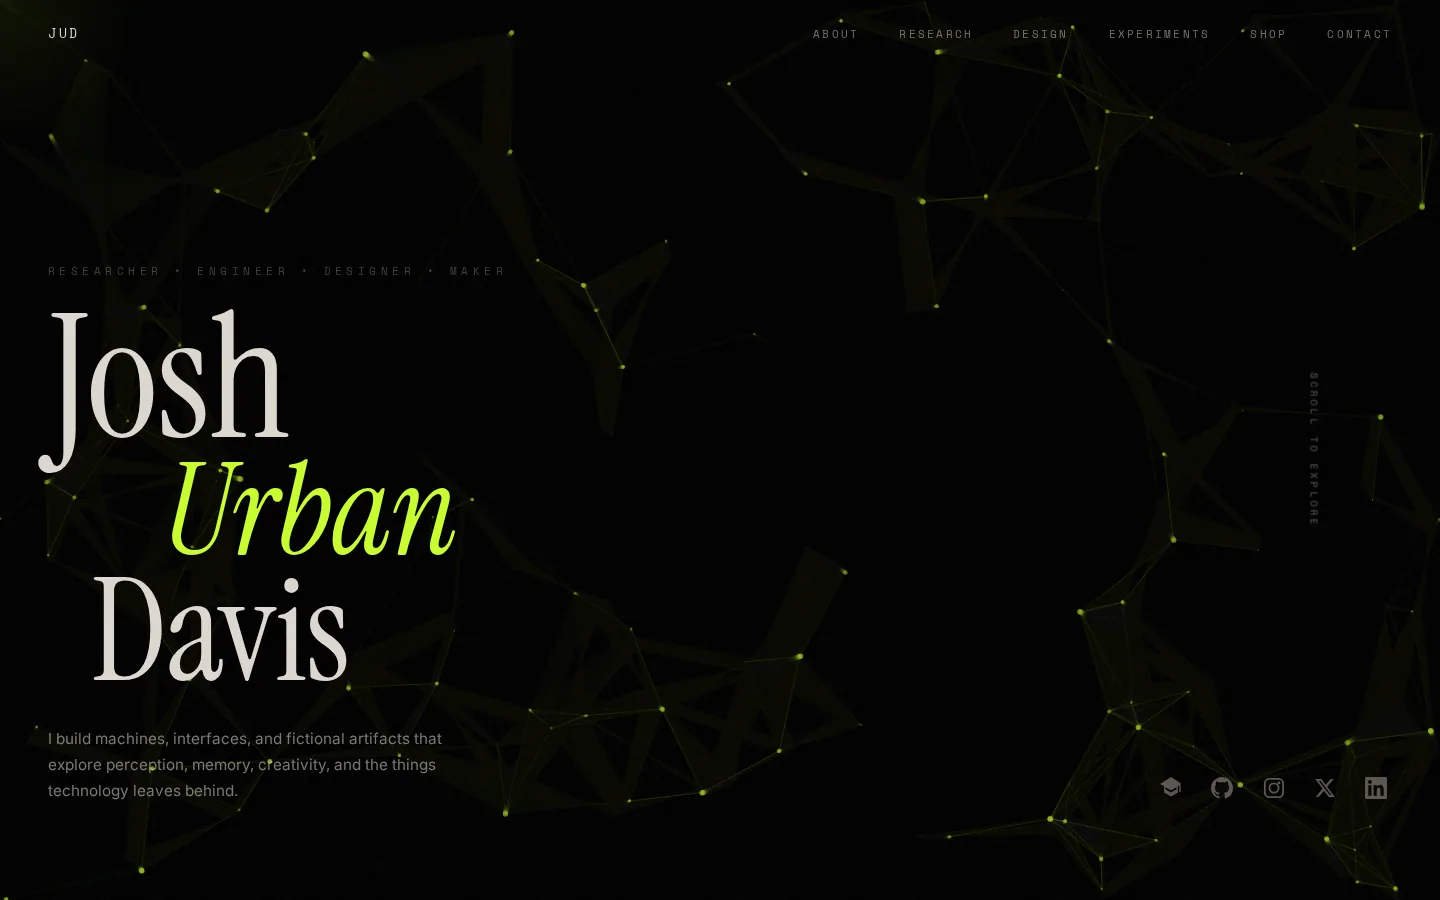 JUD
ABOUT RESEARCH DESIGN EXPERIMENTS SHOP CONTACT
RESEARCHER • ENGINEER • DESIGNER • MAKER
Josh
Urban
Davis
SCROLL TO EXPLORE
I build machines, interfaces, and fictional artifacts that
explore perception, memory, creativity, and the things
technology leaves behind.